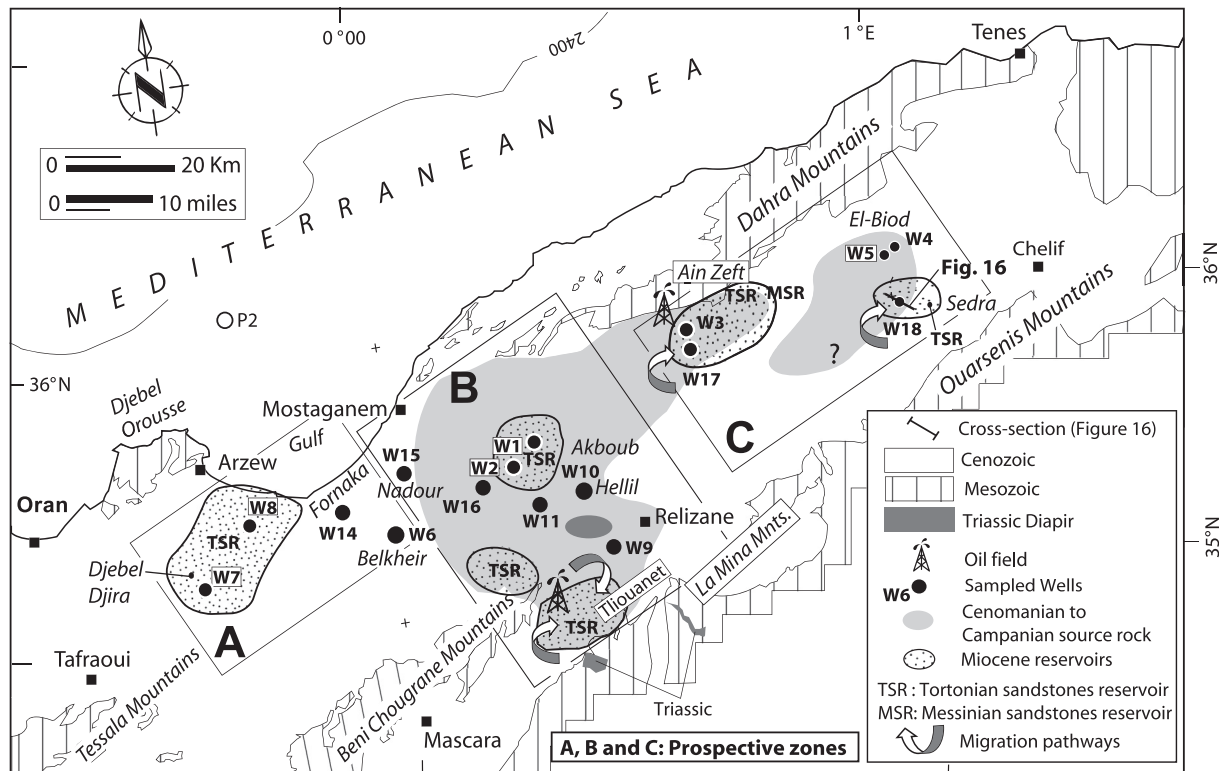 0 °00
1 °E
2400
Tenes
N
MEDITERRANEAN SEA
0 20 Km
0 10 miles
Dahra Mountains
El-Biod
W4
W5
Chelif
36°N
Fig. 16
Ain Zeft
TSR
MSR
Sedra
P2
W3
W18
TSR
Ouarsenis Mountains
?
W17
36°N
B
C
Djebel
Orousse
Mostaganem
Gulf
Arzew
W1
TSR
Akboub
W15
W2
W10
Nadour
Hellil
Fornaka
W16
W11
Oran
W8
W14
W6
Relizane
TSR
Belkheir
W9
La Mina Mnts.
35°N
Djebel
Djira
W7
TSR
Tliouanet
TSR
A
Tafraoui
Tessala Mountains
Beni Chougrane Mountains
Triassic
Mascara
A, B and C: Prospective zones
Cross-section (Figure 16)
Cenozoic
Mesozoic
Triassic Diapir
Oil field
W6 Sampled Wells
Cenomanian to
Campanian source rock
Miocene reservoirs
TSR : Tortonian sandstones reservoir
MSR: Messinian sandstones reservoir
Migration pathways